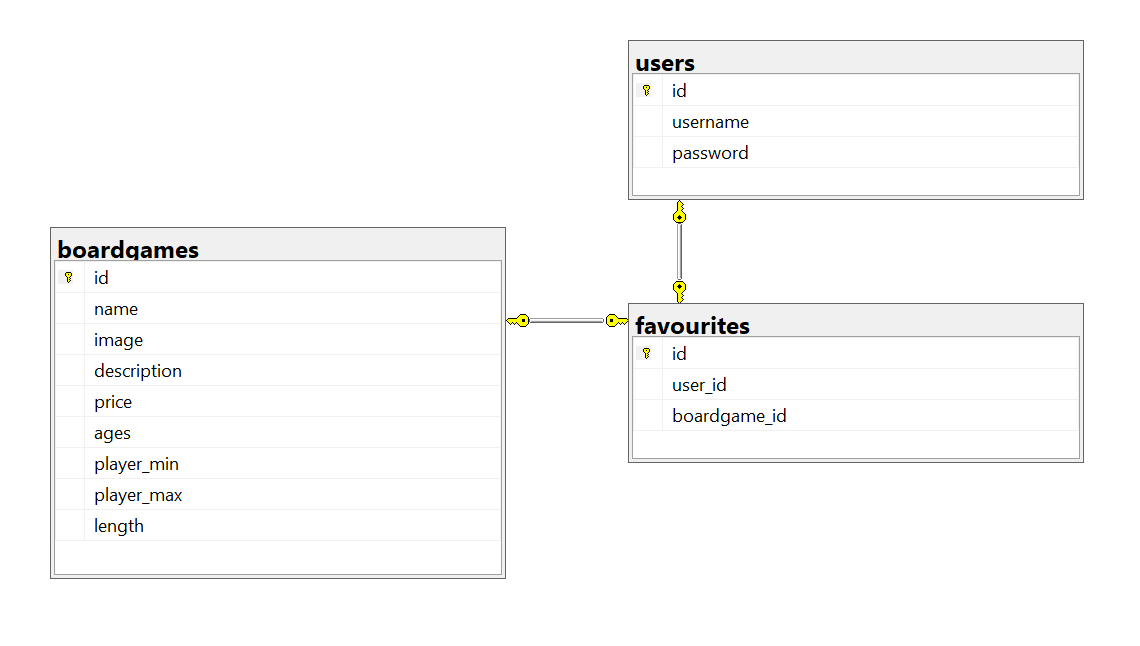 users
id
username
password
boardgames
id
name
image
description
price
ages
player_min
player_max
length
favourites
id
user_id
boardgame_id